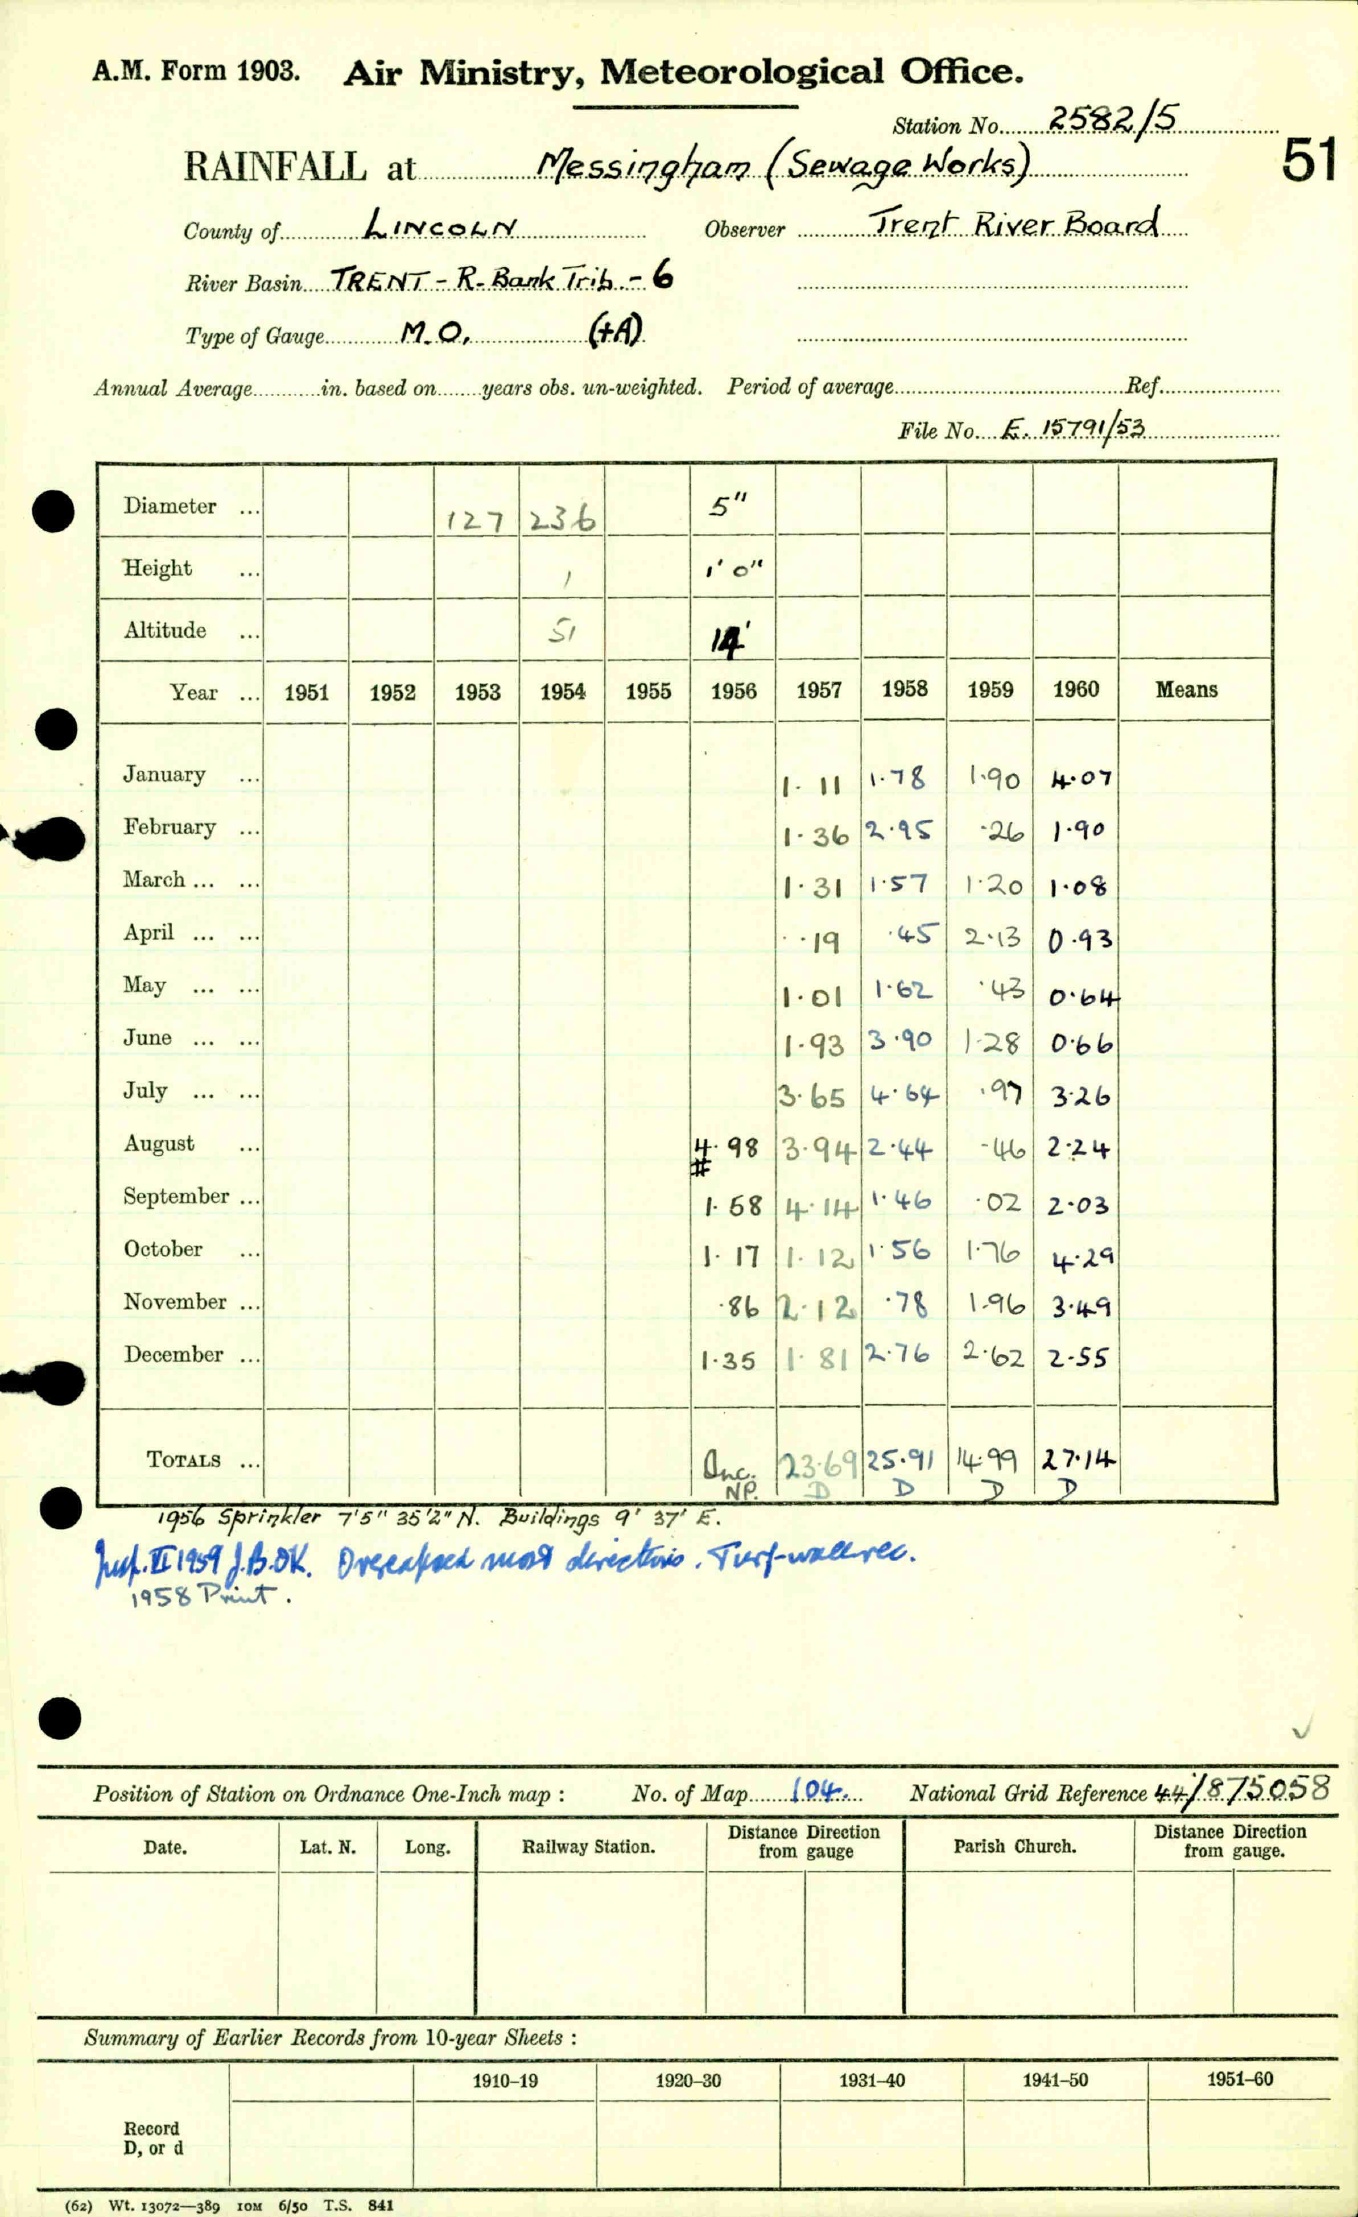 A.M. Form 1903. Air Ministry, Meteorological Office.
Station No. 2582/5
RAINFALL at Messingham (Sewage Works) 51
County of LINCOLN Observer Trent River Board
River Basin TRENT - R. Bank Trib. - 6
Type of Gauge M.O. (+A)
Annual Average in. based on years obs. un-weighted. Period of average Ref.
File No. E. 15791/53
Diameter ... 127 236 5"
Height ... 1 1' 0"
Altitude ... 51 14'
Year ... 1951 1952 1953 1954 1955 1956 1957 1958 1959 1960 Means
January ... 1.11 1.78 1.90 4.07
February ... 1.36 2.95 .26 1.90
March ... ... 1.31 1.57 1.20 1.08
April ... ... .19 .45 2.13 0.93
May ... ... 1.01 1.62 .43 0.64
June ... ... 1.93 3.90 1.28 0.66
July ... ... 3.65 4.64 .97 3.26
August ... 4.98 3.94 2.44 .46 2.24
#
September ... 1.68 4.14 1.46 .02 2.03
October ... 1.17 1.12 1.56 1.76 4.29
November ... .86 2.12 .78 1.96 3.49
December ... 1.35 1.81 2.76 2.62 2.55
TOTALS ... Inc. 23.69 25.91 14.99 27.14
NP. D D D D
1956 Sprinkler 7'5" 35'2" N. Buildings 9' 37' E.
Insp. VI 1959 J.B. OK. Overexposed most directions. Turf-wall rec.
1958 Print.
Position of Station on Ordnance One-Inch map : No. of Map 104. National Grid Reference 44/875058
Date. Lat. N. Long. Railway Station. Distance Direction from gauge Parish Church. Distance Direction from gauge.
Summary of Earlier Records from 10-year Sheets :
1910–19 1920–30 1931–40 1941–50 1951–60
Record
D, or d
(62) Wt. 13072—389 10M 6/50 T.S. 841